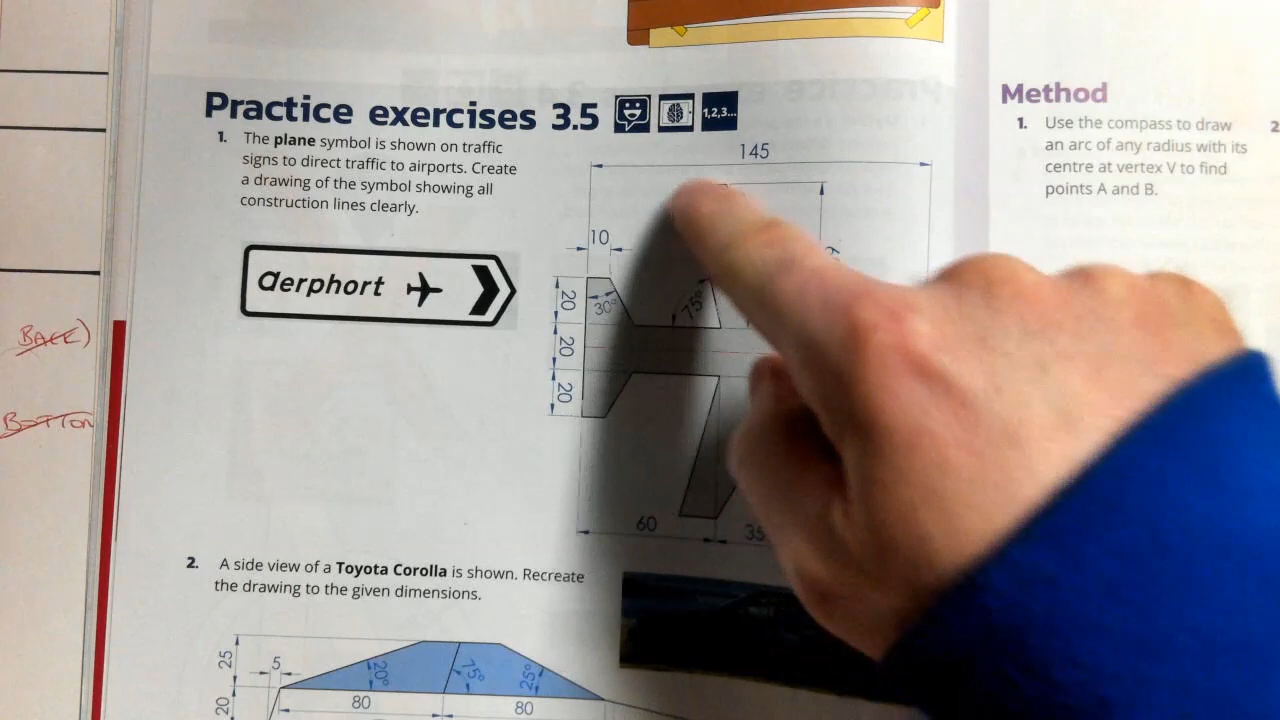 Practice exercises 3.5
1,2,3...
1. The plane symbol is shown on traffic
signs to direct traffic to airports. Create
a drawing of the symbol showing all
construction lines clearly.
aerphort
145
10
20
30°
75°
20
20
60
35
2. A side view of a Toyota Corolla is shown. Recreate
the drawing to the given dimensions.
25
5
20°
75°
25°
20
80
80
Method
1. Use the compass to draw
an arc of any radius with its
centre at vertex V to find
points A and B.
2
BACK)
BOTTOM